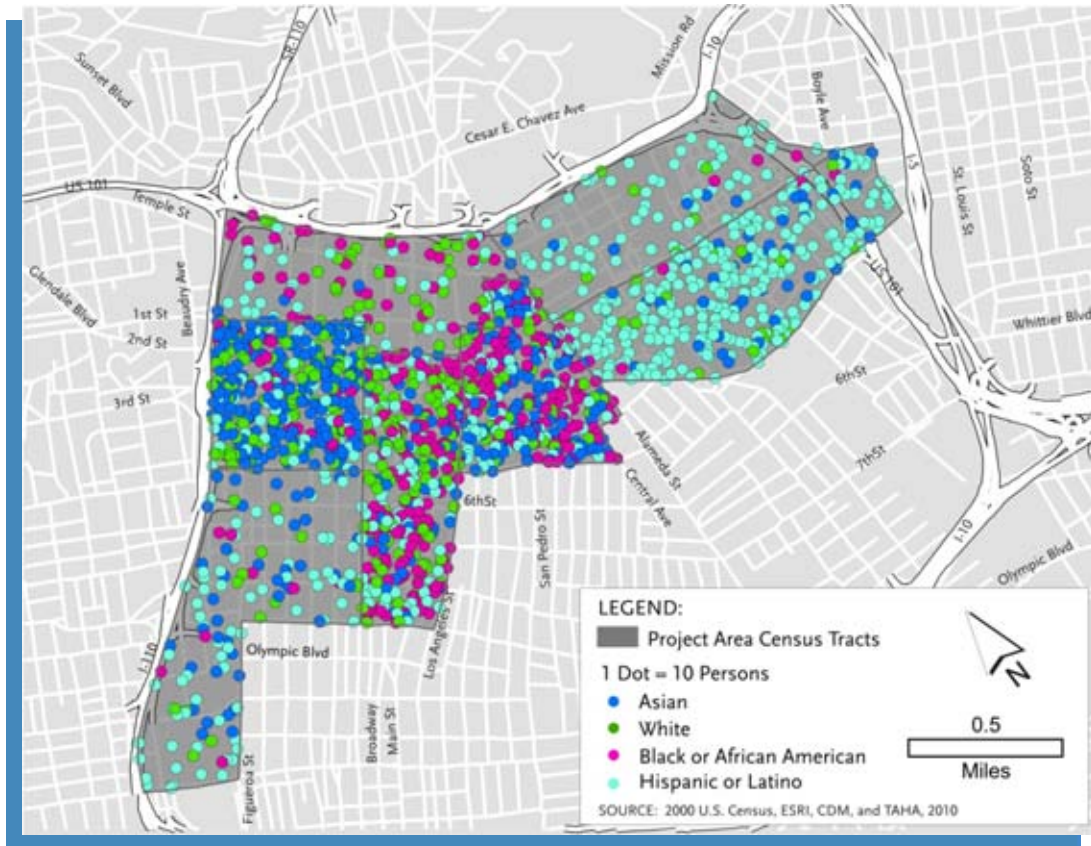 SR-110
Mission Rd
I-10
Sunset Blvd
Boyle Ave
Cesar E. Chavez Ave
I-5
St. Louis St
Soto St
US 101
Temple St
Glendale Blvd
Beaudry Ave
US 101
1st St
2nd St
Whittier Blvd
3rd St
6th St
7th St
Alameda St
Central Ave
6th St
San Pedro St
I-10
Olympic Blvd
I-110
Olympic Blvd
Los Angeles St
Broadway
Main St
Figueroa St
LEGEND:
Project Area Census Tracts
1 Dot = 10 Persons
Asian
White
Black or African American
Hispanic or Latino
N
0.5
Miles
SOURCE: 2000 U.S. Census, ESRI, CDM, and TAHA, 2010